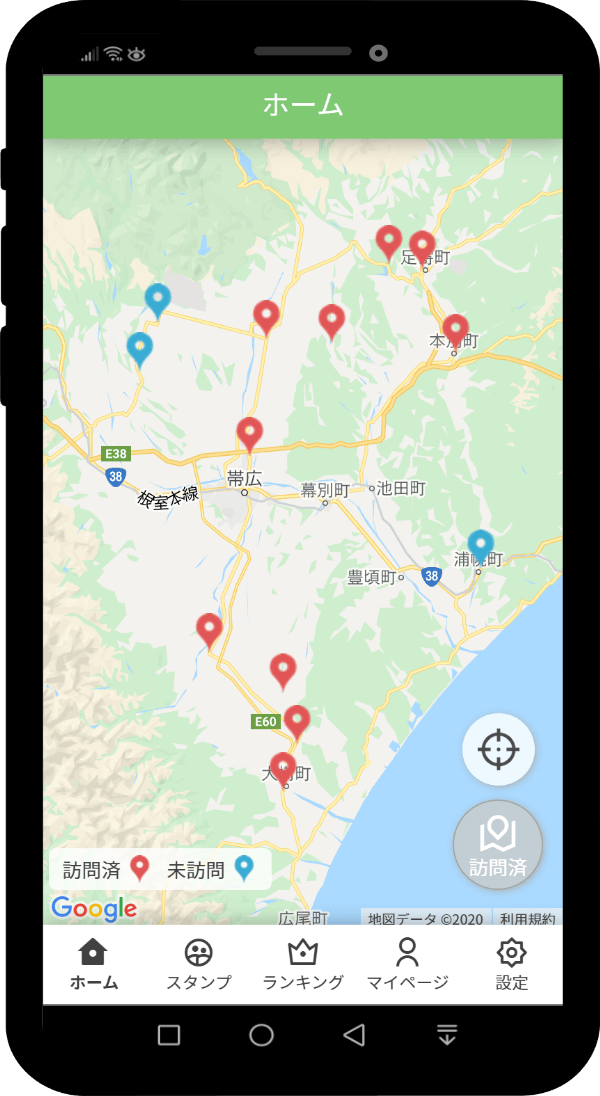 ホーム
足寄町
本別町
E38
38
帯広
根室本線
幕別町
池田町
浦幌町
豊頃町
38
E60
大樹町
訪問済
訪問済 未訪問
Google
広尾町
地図データ ©2020 利用規約
ホーム スタンプ ランキング マイページ 設定